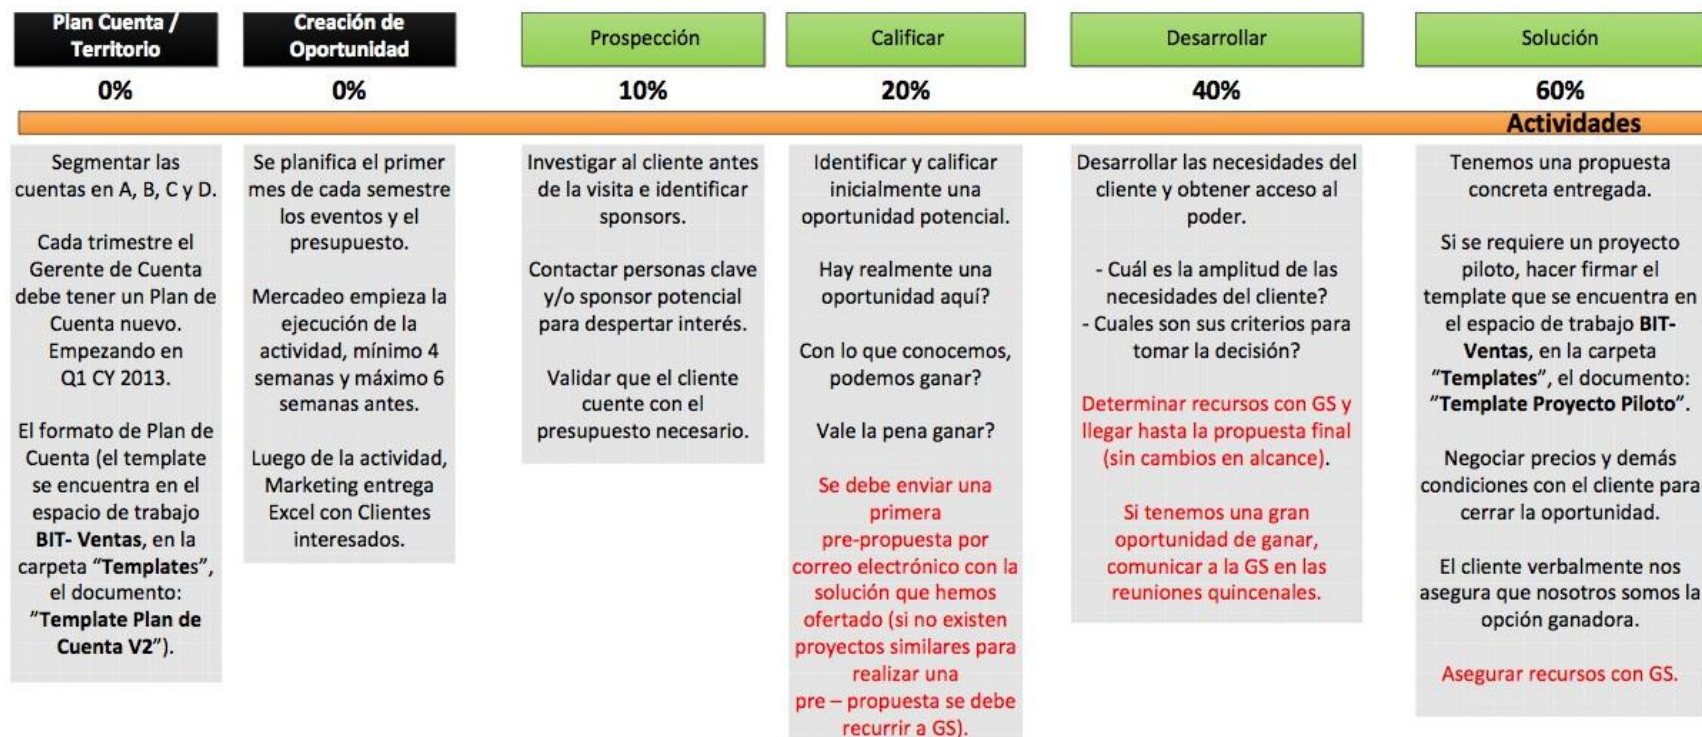 Plan Cuenta /
Territorio
0%
Creación de
Oportunidad
0%
Prospección
10%
Calificar
20%
Desarrollar
40%
Solución
60%
Actividades
Segmentar las
cuentas en A, B, C y D.
Cada trimestre el
Gerente de Cuenta
debe tener un Plan de
Cuenta nuevo.
Empezando en
Q1 CY 2013.
El formato de Plan de
Cuenta (el template
se encuentra en el
espacio de trabajo
BIT- Ventas, en la
carpeta “Templates”,
el documento:
”Template Plan de
Cuenta V2”).
Se planifica el primer
mes de cada semestre
los eventos y el
presupuesto.
Mercadeo empieza la
ejecución de la
actividad, mínimo 4
semanas y máximo 6
semanas antes.
Luego de la actividad,
Marketing entrega
Excel con Clientes
interesados.
Investigar al cliente antes
de la visita e identificar
sponsors.
Contactar personas clave
y/o sponsor potencial
para despertar interés.
Validar que el cliente
cuente con el
presupuesto necesario.
Identificar y calificar
inicialmente una
oportunidad potencial.
Hay realmente una
oportunidad aquí?
Con lo que conocemos,
podemos ganar?
Vale la pena ganar?
Se debe enviar una
primera
pre-propuesta por
correo electrónico con la
solución que hemos
ofertado (si no existen
proyectos similares para
realizar una
pre – propuesta se debe
recurrir a GS).
Desarrollar las necesidades del
cliente y obtener acceso al
poder.
- Cuál es la amplitud de las
necesidades del cliente?
- Cuales son sus criterios para
tomar la decisión?
Determinar recursos con GS y
llegar hasta la propuesta final
(sin cambios en alcance).
Si tenemos una gran
oportunidad de ganar,
comunicar a la GS en las
reuniones quincenales.
Tenemos una propuesta
concreta entregada.
Si se requiere un proyecto
piloto, hacer firmar el
template que se encuentra en
el espacio de trabajo BIT-
Ventas, en la carpeta
“Templates”, el documento:
”Template Proyecto Piloto”.
Negociar precios y demás
condiciones con el cliente para
cerrar la oportunidad.
El cliente verbalmente nos
asegura que nosotros somos la
opción ganadora.
Asegurar recursos con GS.